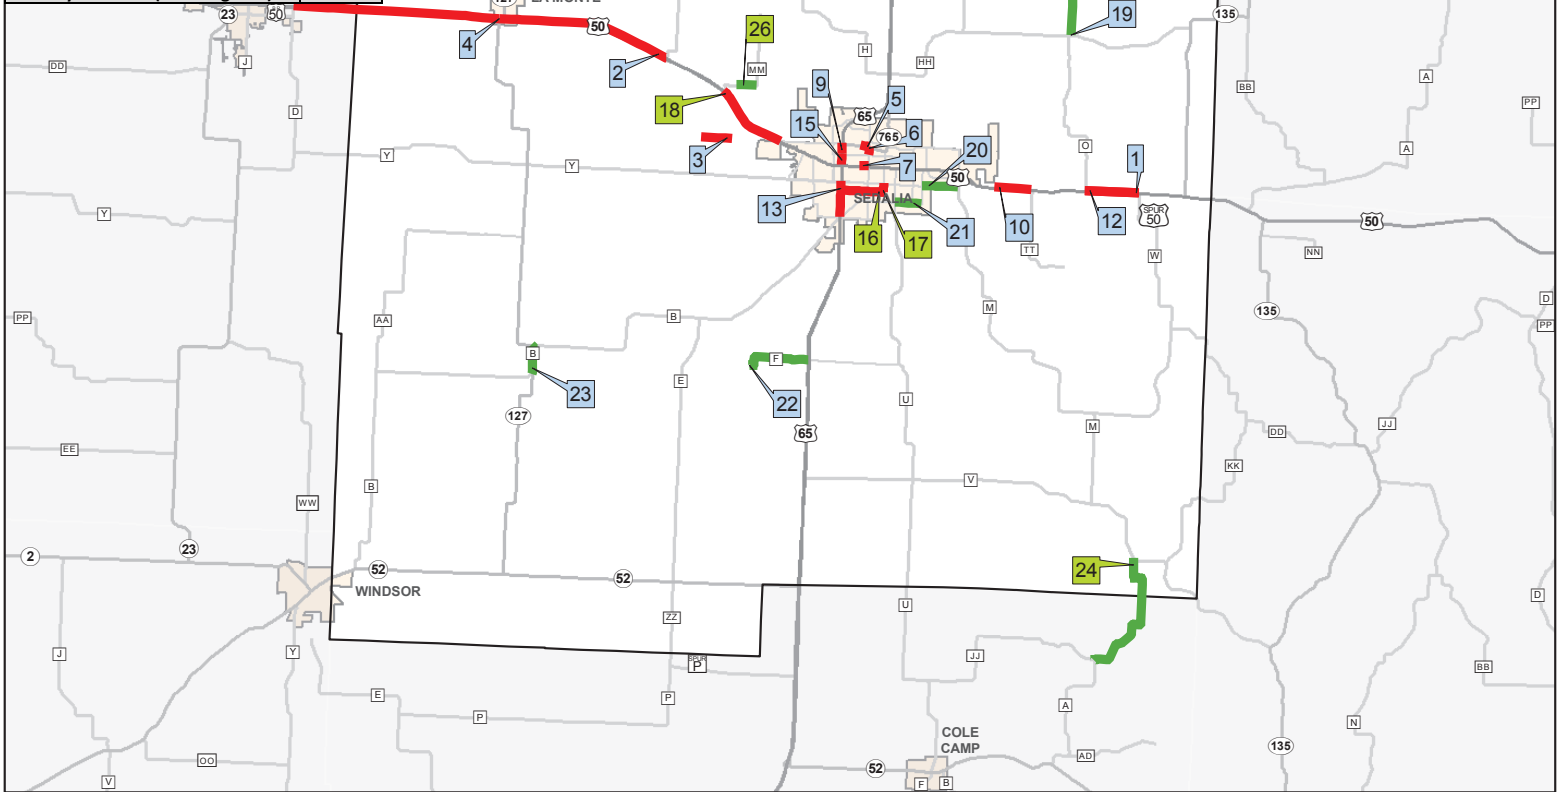 23
50
127
LA MONTE
19
135
26
50
4
H
A
J
DD
2
MM
HH
9
BB
5
PP
18
65
D
15
6
765
20
O
A
Y
3
7
1
Y
50
SEDALIA
13
10
12
SPUR
50
Y
16
17
21
50
TT
W
NN
D
PP
AA
B
M
135
PP
B
F
E
23
22
U
127
65
JJ
M
DD
EE
KK
B
V
WW
23
2
52
52
24
WINDSOR
D
U
ZZ
Y
J
JJ
SPUR
P
BB
E
P
A
P
N
COLE
CAMP
135
AD
OO
52
V
F
B